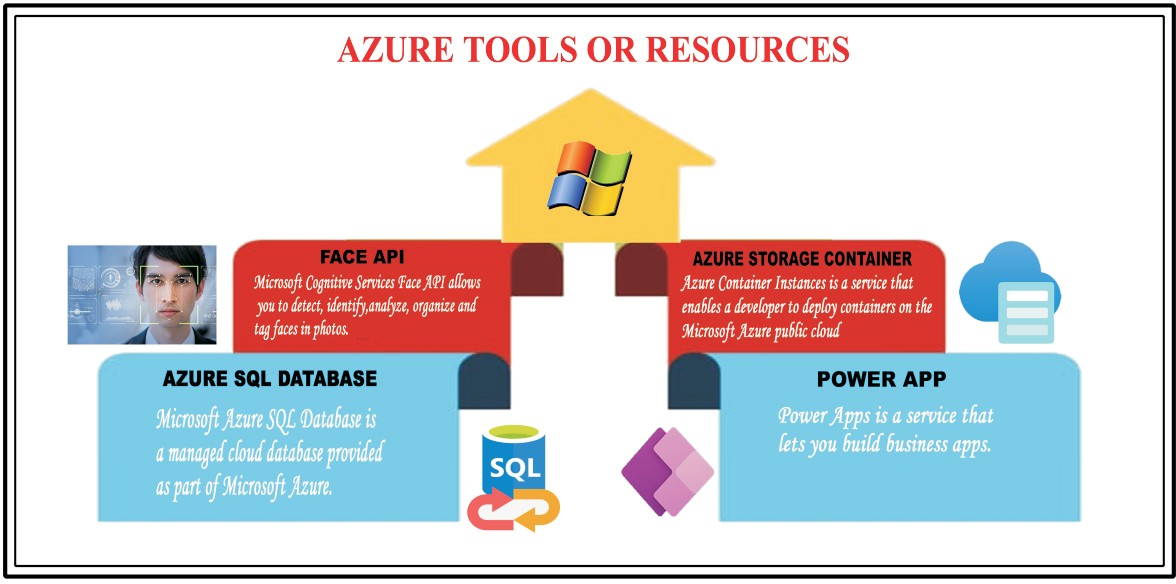 AZURE TOOLS OR RESOURCES
FACE API
Microsoft Cognitive Services Face API allows
you to detect, identify,analyze, organize and
tag faces in photos.
AZURE STORAGE CONTAINER
Azure Container Instances is a service that
enables a developer to deploy containers on the
Microsoft Azure public cloud
AZURE SQL DATABASE
Microsoft Azure SQL Database is
a managed cloud database provided
as part of Microsoft Azure.
SQL
POWER APP
Power Apps is a service that
lets you build business apps.